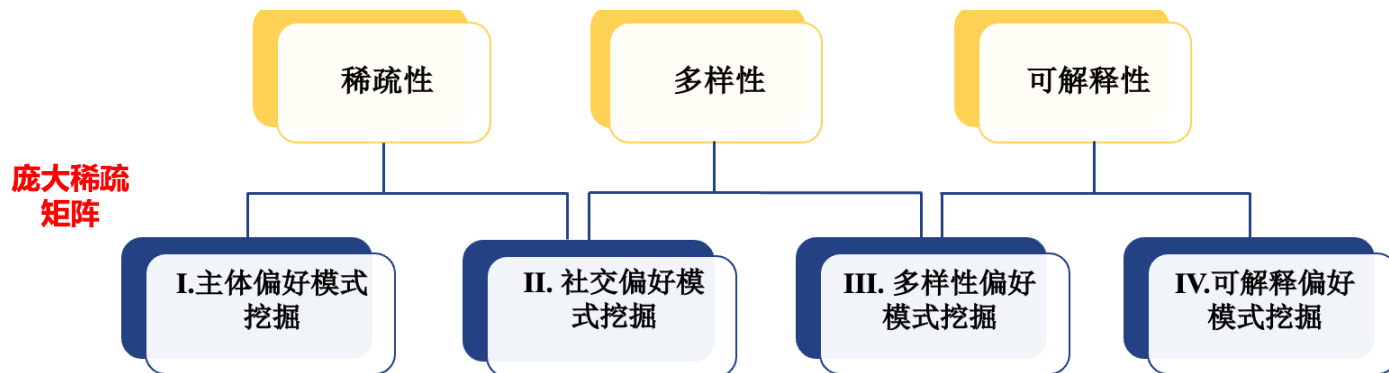 稀疏性
多样性
可解释性
庞大稀疏
矩阵
I.主体偏好模式
挖掘
II. 社交偏好模
式挖掘
III. 多样性偏好
模式挖掘
IV.可解释偏好
模式挖掘